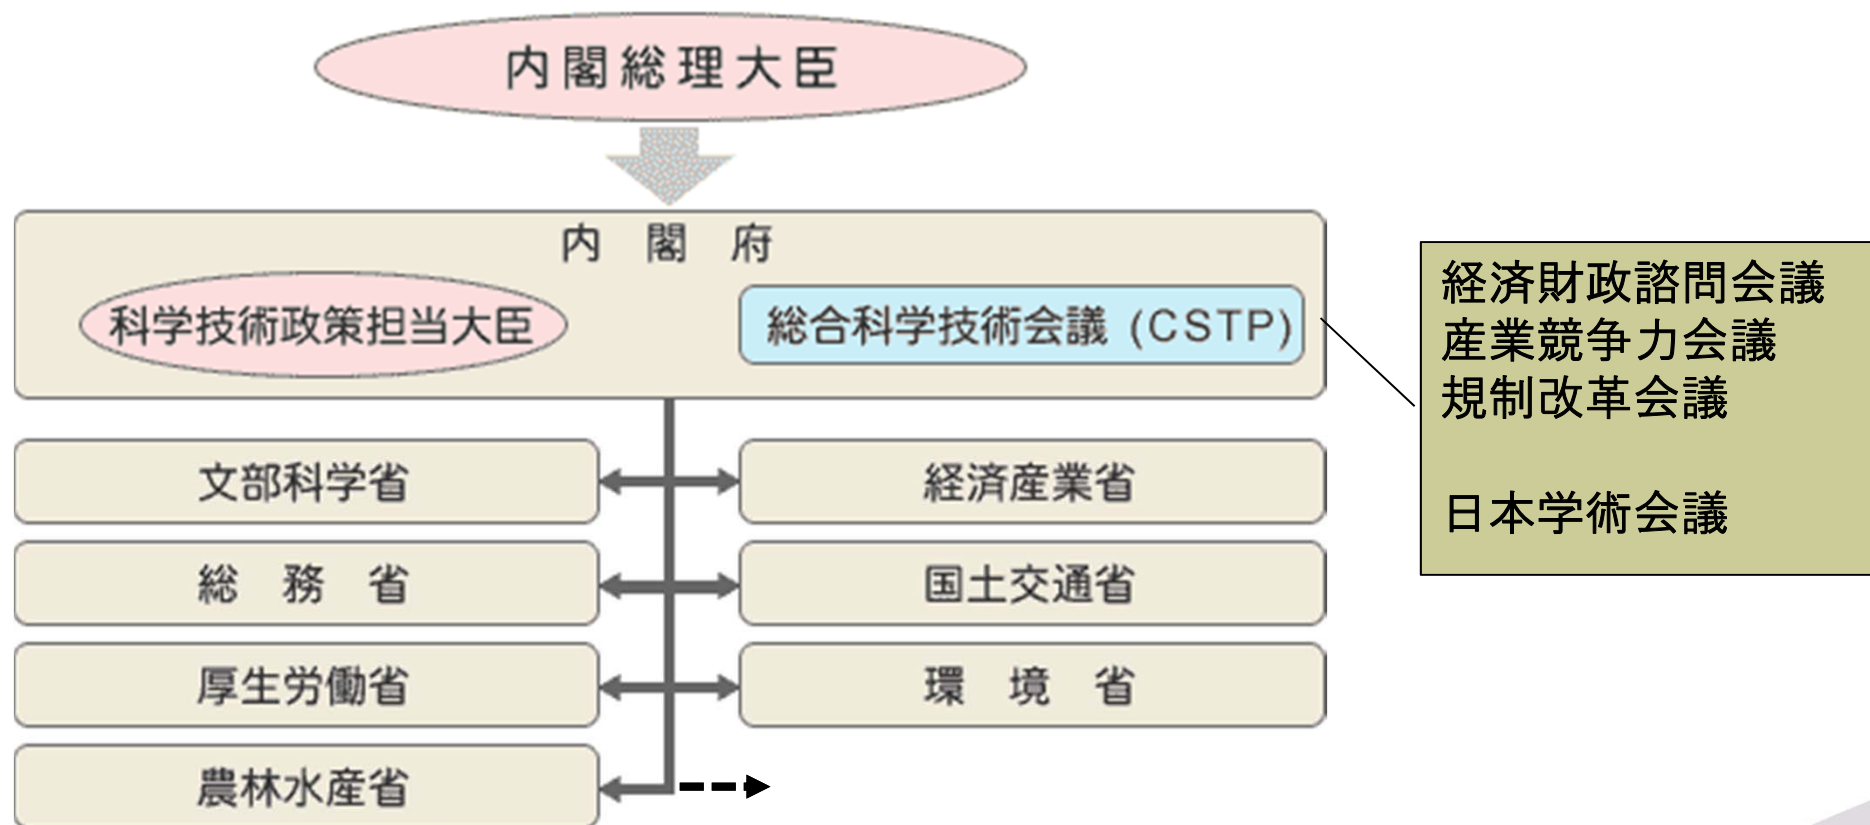 内閣総理大臣
内 閣 府
科学技術政策担当大臣
総合科学技術会議 (CSTP)
経済財政諮問会議
産業競争力会議
規制改革会議
日本学術会議
文部科学省
経済産業省
総 務 省
国土交通省
厚生労働省
環 境 省
農林水産省